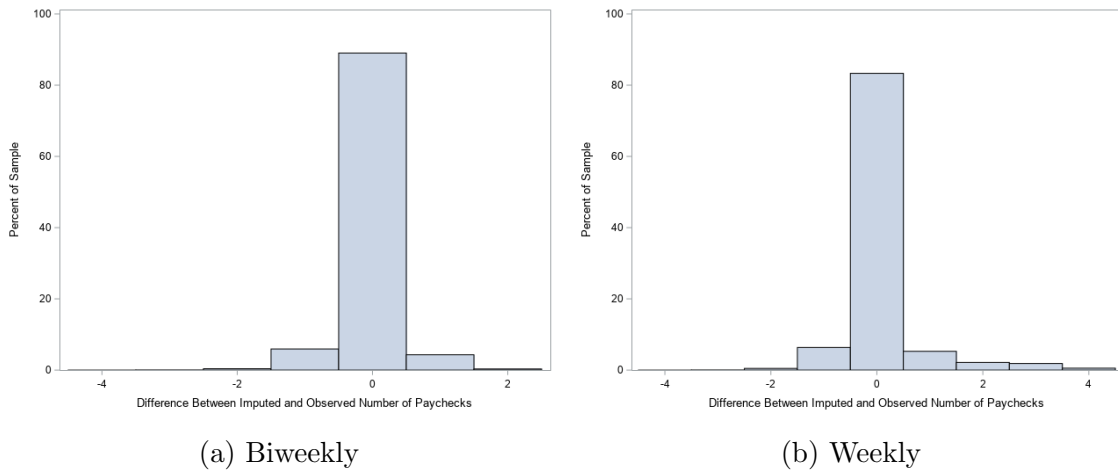 100
80
60
40
20
0
Percent of Sample
-4 -2 0 2
Difference Between Imputed and Observed Number of Paychecks
(a) Biweekly
100
80
60
40
20
0
Percent of Sample
-4 -2 0 2 4
Difference Between Imputed and Observed Number of Paychecks
(b) Weekly